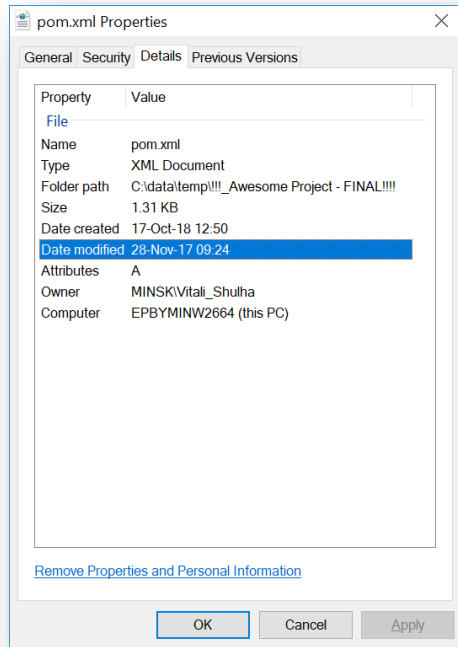 pom.xml Properties
General Security Details Previous Versions
Property Value
File
Name pom.xml
Type XML Document
Folder path C:\data\temp\!!!_Awesome Project - FINAL!!!!
Size 1.31 KB
Date created 17-Oct-18 12:50
Date modified 28-Nov-17 09:24
Attributes A
Owner MINSK\Vitali_Shulha
Computer EPBYMINW2664 (this PC)
Remove Properties and Personal Information
OK Cancel Apply